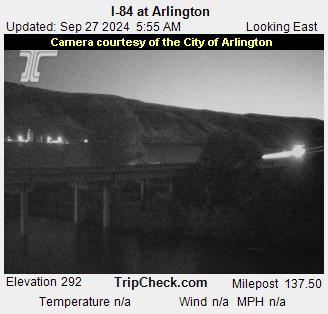 I-84 at Arlington
Updated: Sep 27 2024 5:55 AM Looking East
Camera courtesy of the City of Arlington
Elevation 292 TripCheck.com Milepost 137.50
Temperature n/a Wind n/a MPH n/a